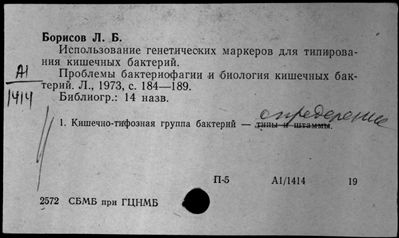 Борисов Л. Б.
Использование генетических маркеров для типирова-
ния кишечных бактерий.
Проблемы бактериофагии и биология кишечных бак-
терий. Л., 1973, с. 184—189.
Библиогр.: 14 назв.
А1
1414
определение
1. Кишечно-тифозная группа бактерий — типы и штаммы.
П-5 А1/1414 19
2572 СБМБ при ГЦНМБ